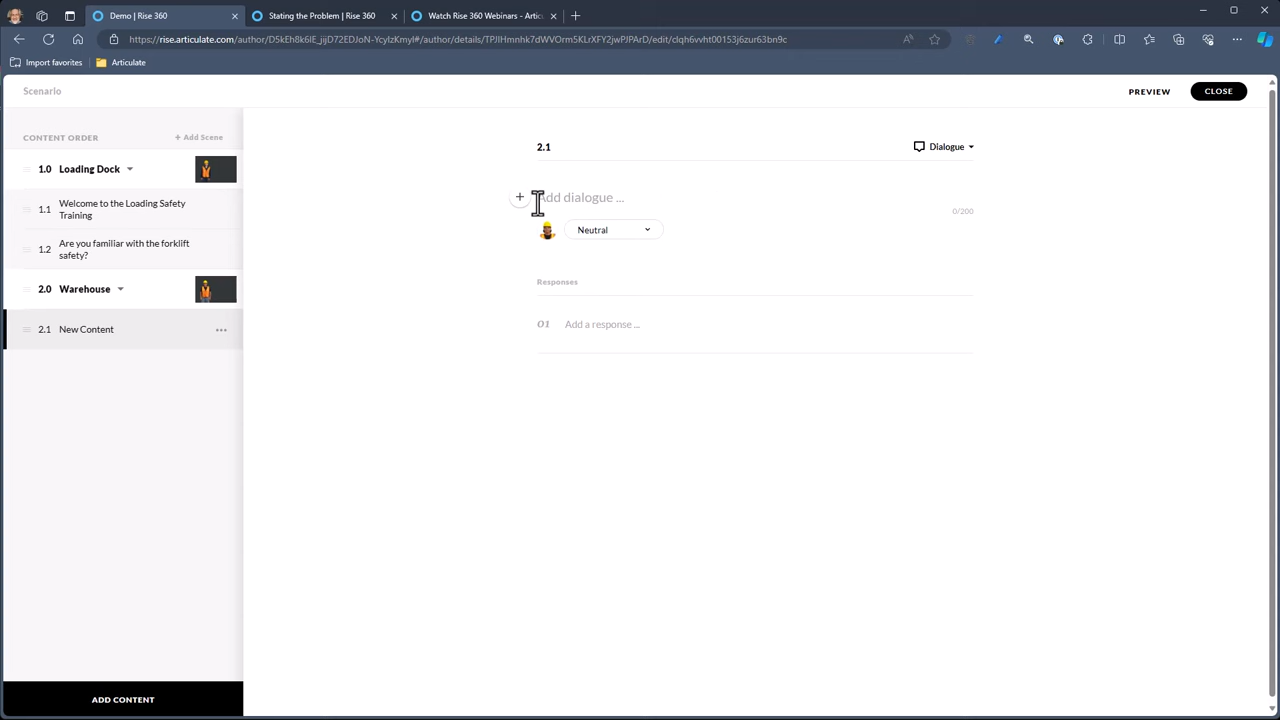 Demo | Rise 360
Stating the Problem | Rise 360
Watch Rise 360 Webinars - Artic
https://rise.articulate.com/author/D5kEh8k6lE_jijD72EDJoN-YcylzKmyl#/author/details/TPJlHmnhk7dWVOrm5KLrXFY2jwPJPArD/edit/clqh6vvht00153j6zur63bn9c
Import favorites
Articulate
Scenario
PREVIEW
CLOSE
CONTENT ORDER
+ Add Scene
1.0 Loading Dock
1.1 Welcome to the Loading Safety
Training
1.2 Are you familiar with the forklift
safety?
2.0 Warehouse
2.1 New Content
ADD CONTENT
2.1
Dialogue
Add dialogue ...
0/200
Neutral
Responses
01 Add a response ...